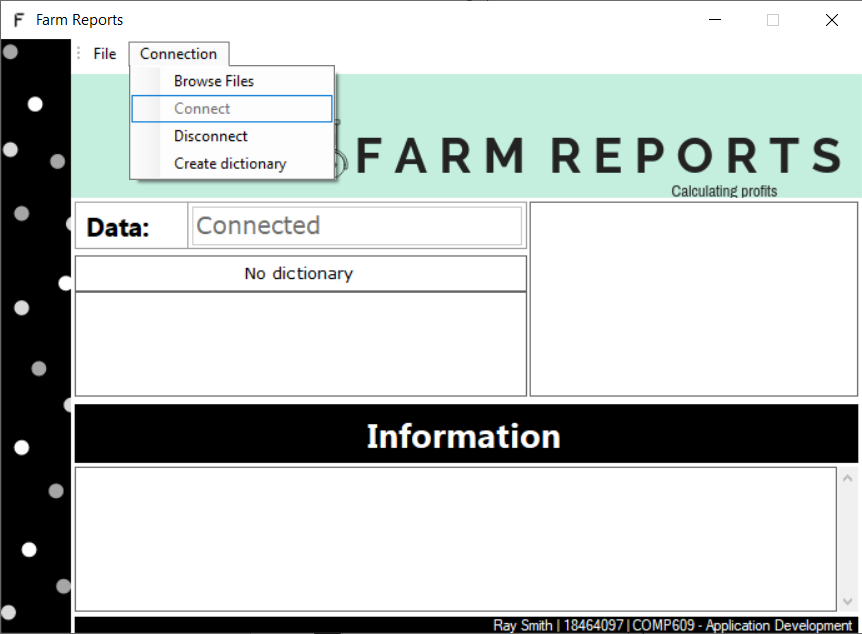 F Farm Reports
File Connection
Browse Files
Connect
Disconnect
Create dictionary
FARM REPORTS
Calculating profits
Data: Connected
No dictionary
Information
Ray Smith | 18464097 | COMP609 - Application Development